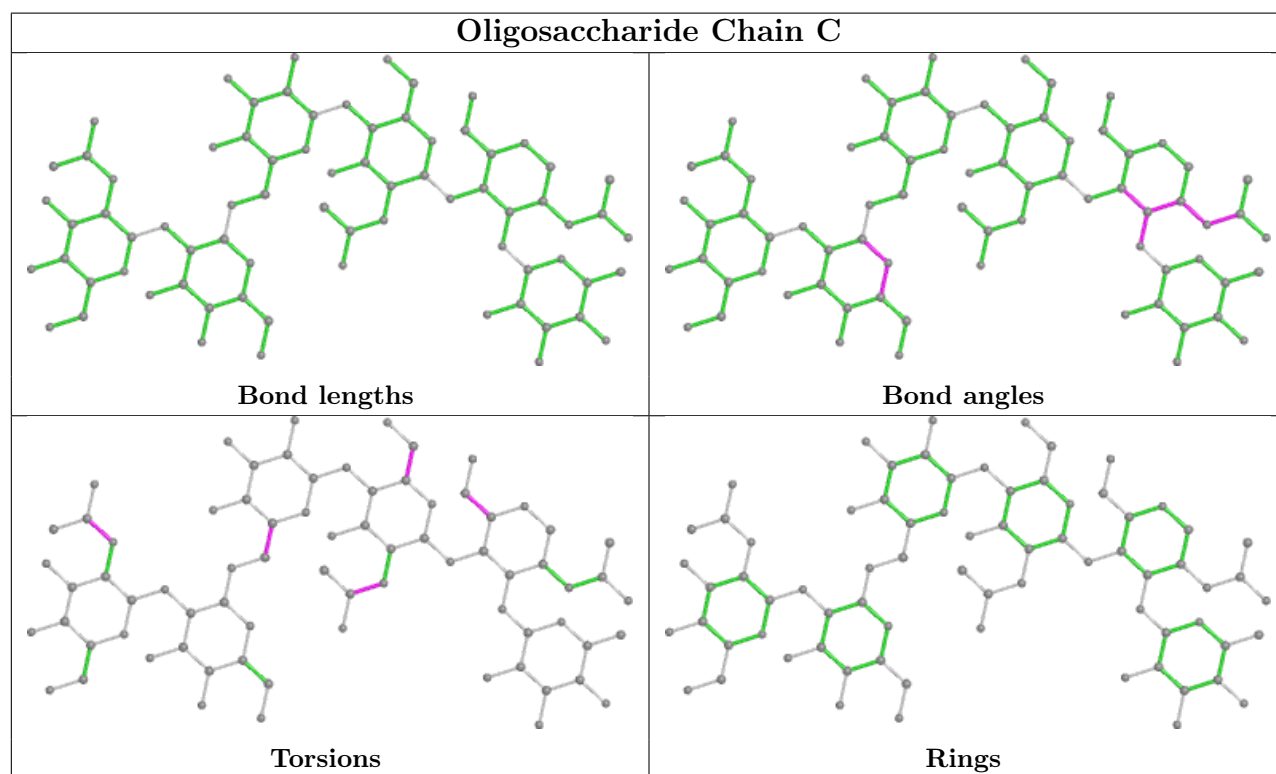 Oligosaccharide Chain C
Bond lengths
Bond angles
Torsions
Rings